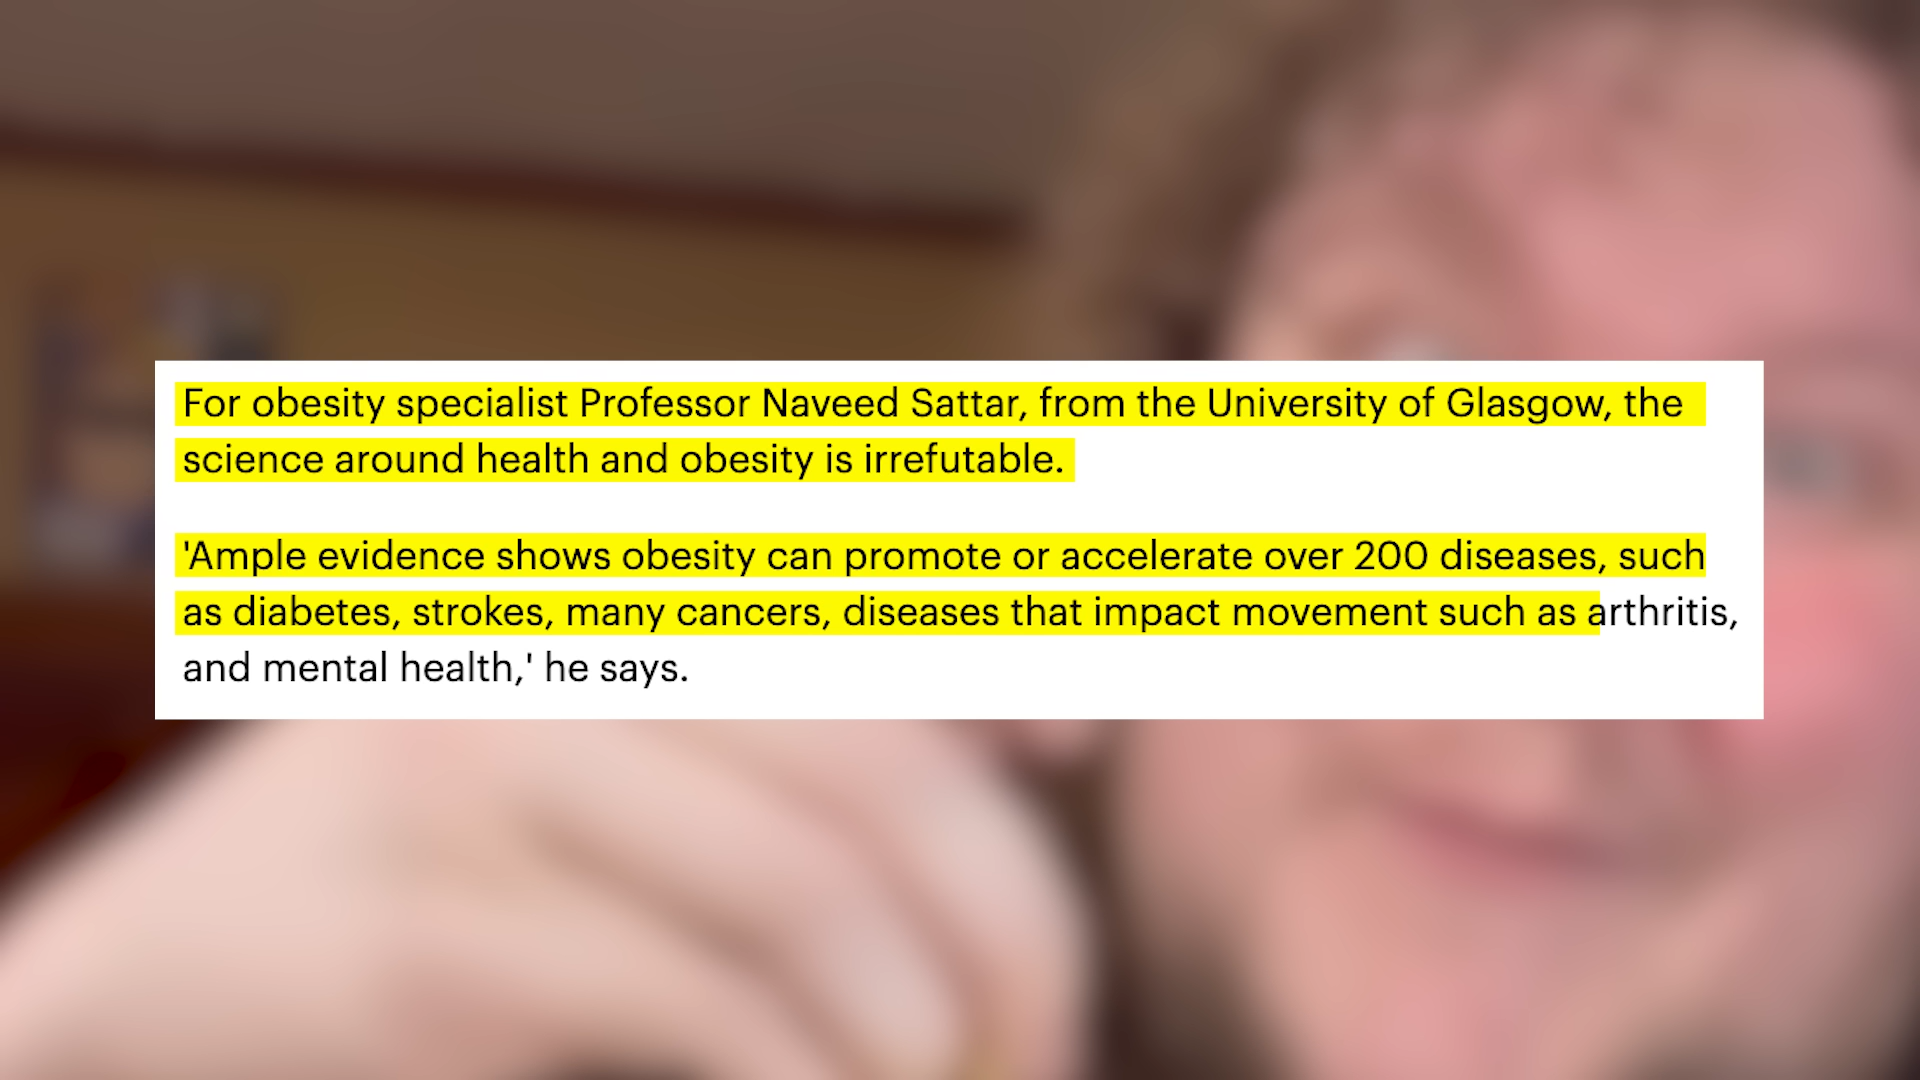 For obesity specialist Professor Naveed Sattar, from the University of Glasgow, the
science around health and obesity is irrefutable.
'Ample evidence shows obesity can promote or accelerate over 200 diseases, such
as diabetes, strokes, many cancers, diseases that impact movement such as arthritis,
and mental health,' he says.